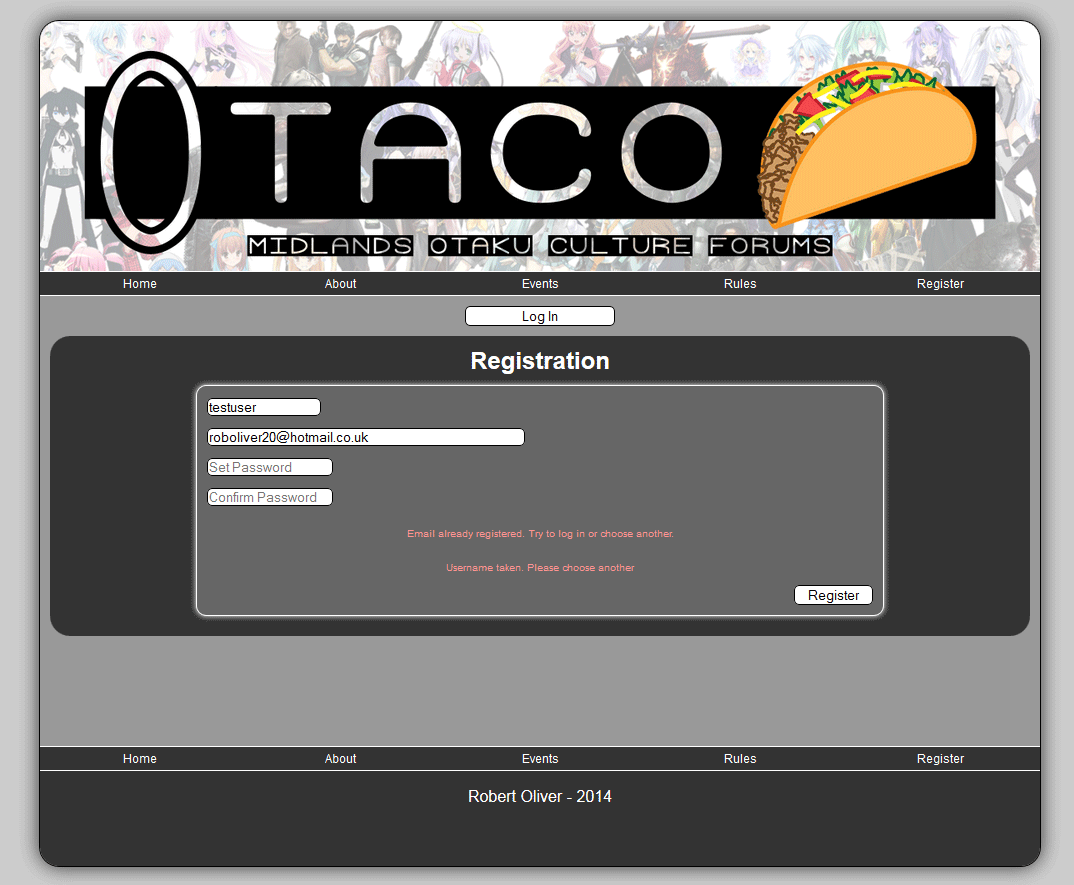 OTACO
MIDLANDS OTAKU CULTURE FORUMS
Home About Events Rules Register
Log In
Registration
testuser
roboliver20@hotmail.co.uk
Set Password
Confirm Password
Email already registered. Try to log in or choose another.
Username taken. Please choose another
Register
Home About Events Rules Register
Robert Oliver - 2014